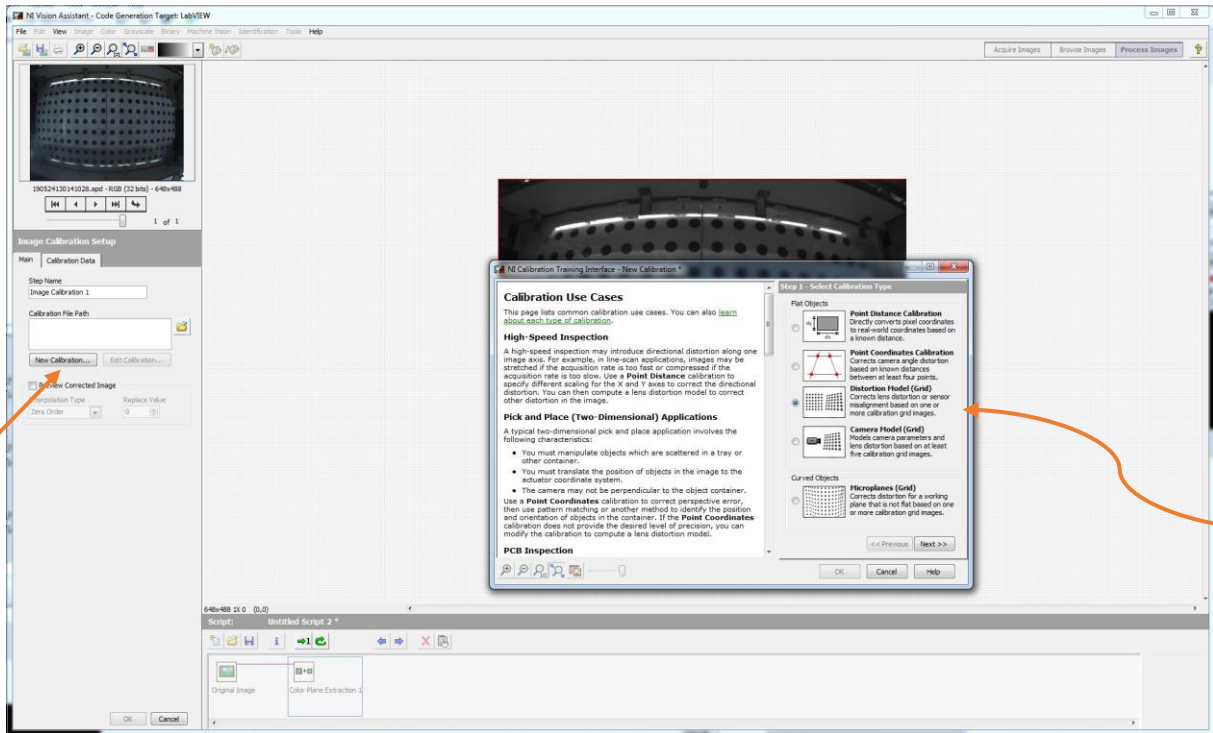 NI Vision Assistant - Code Generation Target: LabVIEW
File Edit View Image Color Grayscale Binary Machine Vision Identification Tools Help
Acquire Images Browse Images Process Images
190524130141028.apd - RGB (32 bits) - 648x488
1 of 1
Image Calibration Setup
Main Calibration Data
Step Name
Image Calibration 1
Calibration File Path
New Calibration... Edit Calibration...
Preview Corrected Image
Interpolation Type Replace Value
Zero Order 0
OK Cancel
NI Calibration Training Interface - New Calibration *
Calibration Use Cases
This page lists common calibration use cases. You can also learn
about each type of calibration.
High-Speed Inspection
A high-speed inspection may introduce directional distortion along one
image axis. For example, in line-scan applications, images may be
stretched if the acquisition rate is too fast or compressed if the
acquisition rate is too slow. Use a Point Distance calibration to
specify different scaling for the X and Y axes to correct the directional
distortion. You can then compute a lens distortion model to correct
other distortion in the image.
Pick and Place (Two-Dimensional) Applications
A typical two-dimensional pick and place application involves the
following characteristics:
• You must manipulate objects which are scattered in a tray or
other container.
• You must translate the position of objects in the image to the
actuator coordinate system.
• The camera may not be perpendicular to the object container.
Use a Point Coordinates calibration to correct perspective error,
then use pattern matching or another method to identify the position
and orientation of objects in the container. If the Point Coordinates
calibration does not provide the desired level of precision, you can
modify the calibration to compute a lens distortion model.
PCB Inspection
Step 1 - Select Calibration Type
Flat Objects
dy
dx
Point Distance Calibration
Directly converts pixel coordinates
to real-world coordinates based on
a known distance.
Point Coordinates Calibration
Corrects camera angle distortion
based on known distances
between at least four points.
Distortion Model (Grid)
Corrects lens distortion or sensor
misalignment based on one or
more calibration grid images.
Camera Model (Grid)
Models camera parameters and
lens distortion based on at least
five calibration grid images.
Curved Objects
Microplanes (Grid)
Corrects distortion for a working
plane that is not flat based on one
or more calibration grid images.
<< Previous Next >>
OK Cancel Help
648x488 1X 0 (0,0)
Script: Untitled Script 2 *
Original Image Color Plane Extraction 1